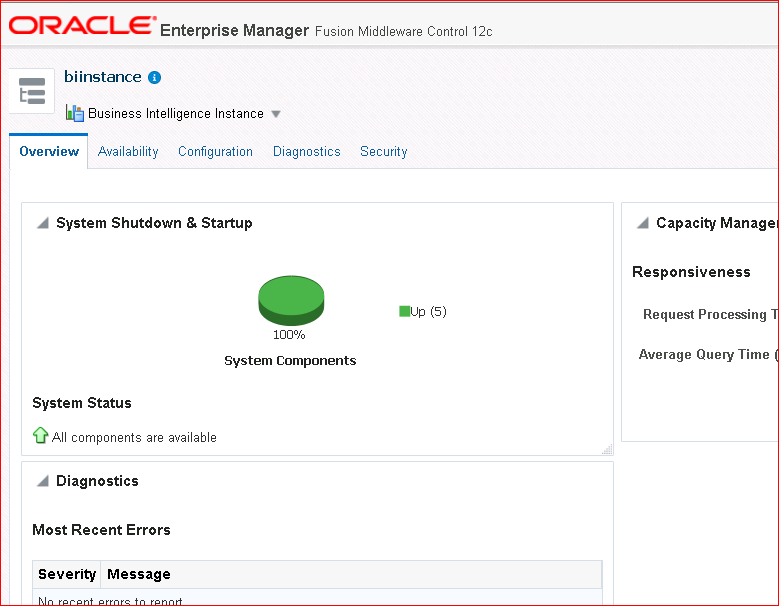 ORACLE Enterprise Manager Fusion Middleware Control 12c
biinstance
Business Intelligence Instance
Overview Availability Configuration Diagnostics Security
System Shutdown & Startup
100%
Up (5)
System Components
System Status
All components are available
Capacity Manage
Responsiveness
Request Processing T
Average Query Time (
Diagnostics
Most Recent Errors
Severity Message
No recent errors to report